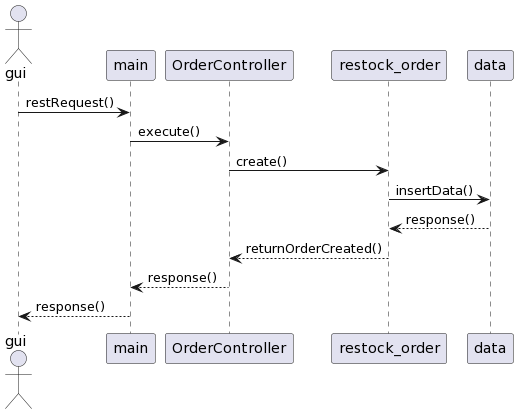 gui
main
OrderController
restock_order
data
restRequest()
execute()
create()
insertData()
response()
returnOrderCreated()
response()
response()
gui
main
OrderController
restock_order
data